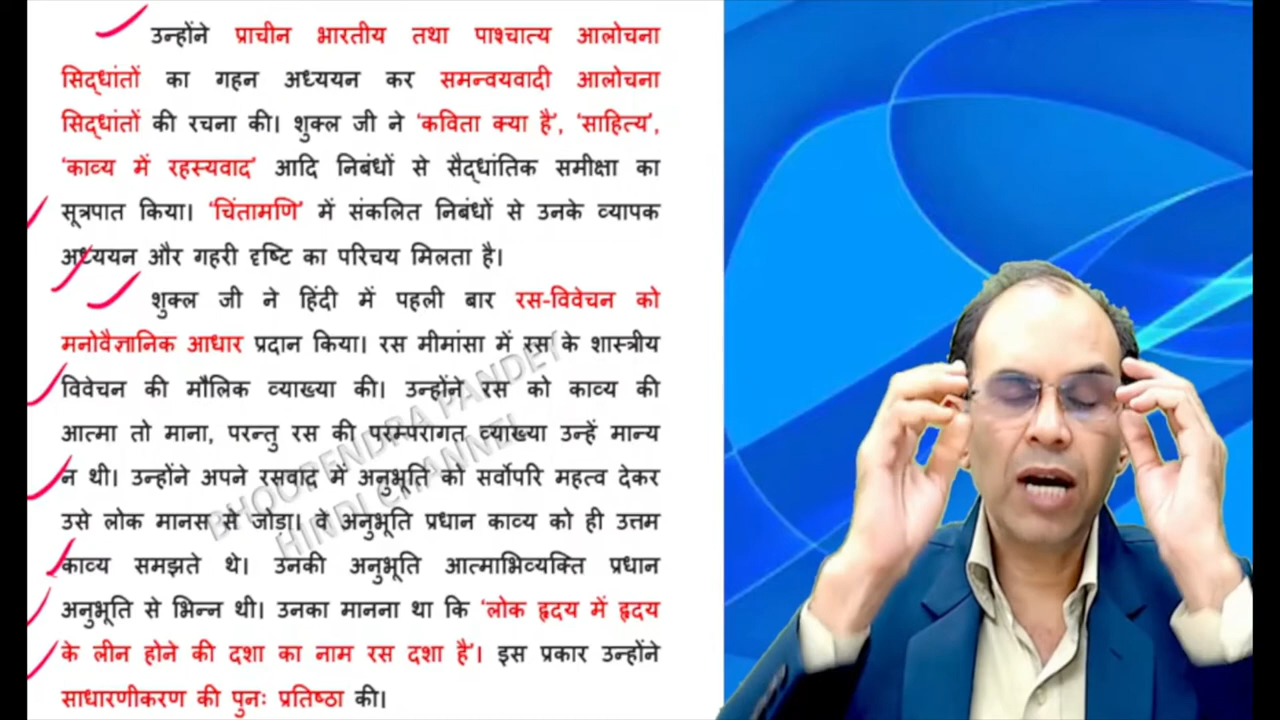 उन्होंने प्राचीन भारतीय तथा पाश्चात्य आलोचना
सिद्धांतों का गहन अध्ययन कर समन्वयवादी आलोचना
सिद्धांतों की रचना की। शुक्ल जी ने 'कविता क्या है', 'साहित्य',
'काव्य में रहस्यवाद' आदि निबंधों से सैद्धांतिक समीक्षा का
सूत्रपात किया। 'चिंतामणि' में संकलित निबंधों से उनके व्यापक
अध्ययन और गहरी दृष्टि का परिचय मिलता है।
शुक्ल जी ने हिंदी में पहली बार रस-विवेचन को
मनोवैज्ञानिक आधार प्रदान किया। रस मीमांसा में रस के शास्त्रीय
विवेचन की मौलिक व्याख्या की। उन्होंने रस को काव्य की
आत्मा तो माना, परन्तु रस की परम्परागत व्याख्या उन्हें मान्य
न थी। उन्होंने अपने रसवाद में अनुभूति को सर्वोपरि महत्व देकर
उसे लोक मानस से जोड़ा। वे अनुभूति प्रधान काव्य को ही उत्तम
काव्य समझते थे। उनकी अनुभूति आत्माभिव्यक्ति प्रधान
अनुभूति से भिन्न थी। उनका मानना था कि 'लोक हृदय में हृदय
के लीन होने की दशा का नाम रस दशा है'। इस प्रकार उन्होंने
साधारणीकरण की पुनः प्रतिष्ठा की।
BHOOPENDRA PANDEY
HINDI CHANNEL